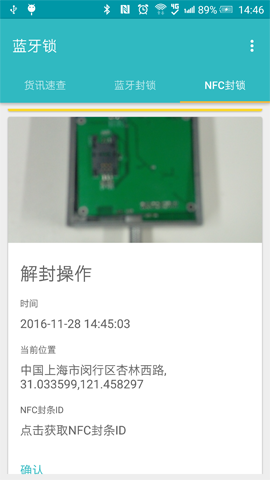 89% 14:46
蓝牙锁
货讯速查 蓝牙封锁 NFC封锁
解封操作
时间
2016-11-28 14:45:03
当前位置
中国上海市闵行区杏林西路,
31.033599,121.458297
NFC封条ID
点击获取NFC封条ID
确认